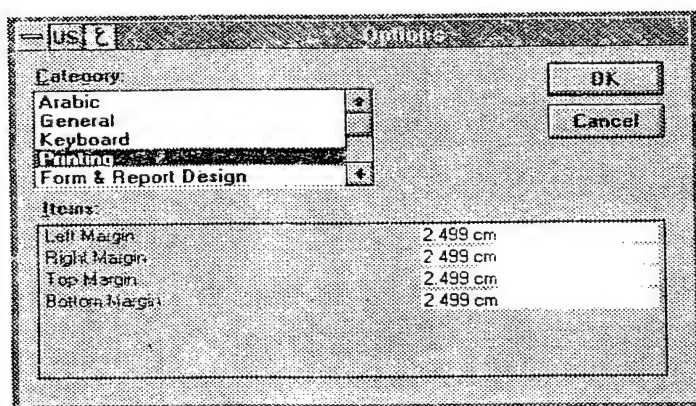 US ع Options
Category:
OK
Arabic
General
Cancel
Keyboard
Printing
Form & Report Design
Items:
Left Margin 2.499 cm
Right Margin 2.499 cm
Top Margin 2.499 cm
Bottom Margin 2.499 cm